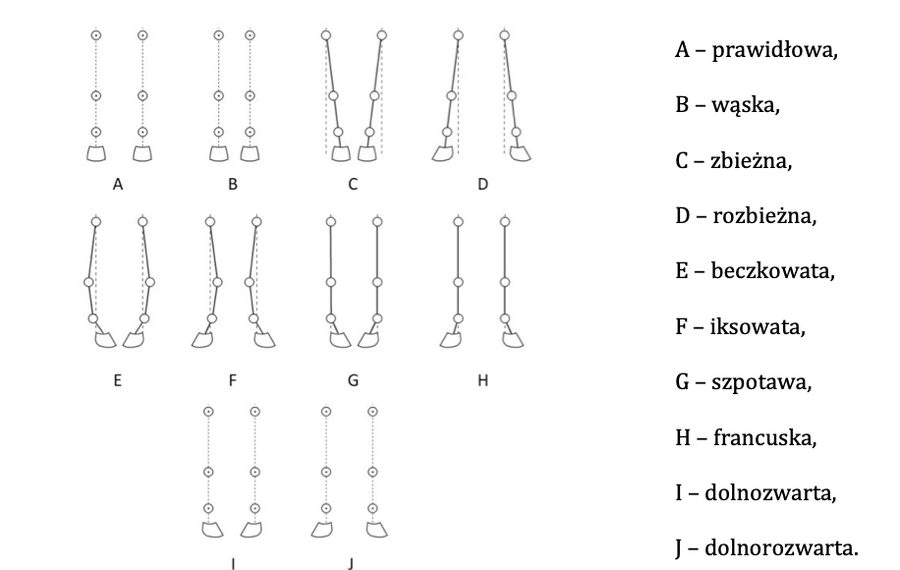 A – prawidłowa,
B – wąska,
C – zbieżna,
D – rozbieżna,
E – beczkowata,
F – iksowata,
G – szpotawa,
H – francuska,
I – dolnozwarta,
J – dolnorozwarta.
A B C D
E F G H
I J